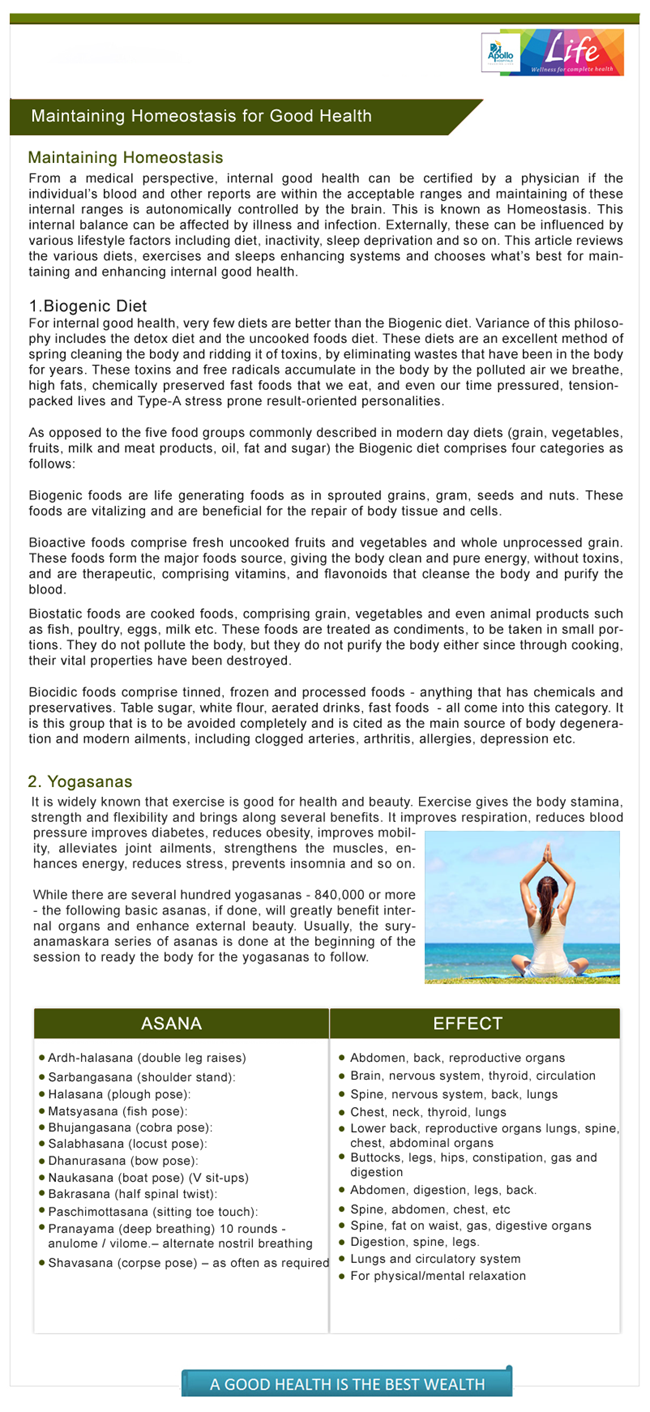 Apollo
HOSPITALS
Life
Wellness for complete health
Maintaining Homeostasis for Good Health
Maintaining Homeostasis
From a medical perspective, internal good health can be certified by a physician if the
individual's blood and other reports are within the acceptable ranges and maintaining of these
internal ranges is autonomically controlled by the brain. This is known as Homeostasis. This
internal balance can be affected by illness and infection. Externally, these can be influenced by
various lifestyle factors including diet, inactivity, sleep deprivation and so on. This article reviews
the various diets, exercises and sleeps enhancing systems and chooses what's best for main-
taining and enhancing internal good health.
1.Biogenic Diet
For internal good health, very few diets are better than the Biogenic diet. Variance of this philoso-
phy includes the detox diet and the uncooked foods diet. These diets are an excellent method of
spring cleaning the body and ridding it of toxins, by eliminating wastes that have been in the body
for years. These toxins and free radicals accumulate in the body by the polluted air we breathe,
high fats, chemically preserved fast foods that we eat, and even our time pressured, tension-
packed lives and Type-A stress prone result-oriented personalities.
As opposed to the five food groups commonly described in modern day diets (grain, vegetables,
fruits, milk and meat products, oil, fat and sugar) the Biogenic diet comprises four categories as
follows:
Biogenic foods are life generating foods as in sprouted grains, gram, seeds and nuts. These
foods are vitalizing and are beneficial for the repair of body tissue and cells.
Bioactive foods comprise fresh uncooked fruits and vegetables and whole unprocessed grain.
These foods form the major foods source, giving the body clean and pure energy, without toxins,
and are therapeutic, comprising vitamins, and flavonoids that cleanse the body and purify the
blood.
Biostatic foods are cooked foods, comprising grain, vegetables and even animal products such
as fish, poultry, eggs, milk etc. These foods are treated as condiments, to be taken in small por-
tions. They do not pollute the body, but they do not purify the body either since through cooking,
their vital properties have been destroyed.
Biocidic foods comprise tinned, frozen and processed foods - anything that has chemicals and
preservatives. Table sugar, white flour, aerated drinks, fast foods - all come into this category. It
is this group that is to be avoided completely and is cited as the main source of body degenera-
tion and modern ailments, including clogged arteries, arthritis, allergies, depression etc.
2. Yogasanas
It is widely known that exercise is good for health and beauty. Exercise gives the body stamina,
strength and flexibility and brings along several benefits. It improves respiration, reduces blood
pressure improves diabetes, reduces obesity, improves mobil-
ity, alleviates joint ailments, strengthens the muscles, en-
hances energy, reduces stress, prevents insomnia and so on.
While there are several hundred yogasanas - 840,000 or more
- the following basic asanas, if done, will greatly benefit inter-
nal organs and enhance external beauty. Usually, the sury-
anamaskara series of asanas is done at the beginning of the
session to ready the body for the yogasanas to follow.
ASANA
• Ardh-halasana (double leg raises)
• Sarbangasana (shoulder stand):
• Halasana (plough pose):
• Matsyasana (fish pose):
• Bhujangasana (cobra pose):
• Salabhasana (locust pose):
• Dhanurasana (bow pose):
• Naukasana (boat pose) (V sit-ups)
• Bakrasana (half spinal twist):
• Paschimottasana (sitting toe touch):
• Pranayama (deep breathing) 10 rounds -
anulome / vilome.– alternate nostril breathing
• Shavasana (corpse pose) – as often as required
EFFECT
• Abdomen, back, reproductive organs
• Brain, nervous system, thyroid, circulation
• Spine, nervous system, back, lungs
• Chest, neck, thyroid, lungs
• Lower back, reproductive organs lungs, spine,
chest, abdominal organs
• Buttocks, legs, hips, constipation, gas and
digestion
• Abdomen, digestion, legs, back.
• Spine, abdomen, chest, etc
• Spine, fat on waist, gas, digestive organs
• Digestion, spine, legs.
• Lungs and circulatory system
• For physical/mental relaxation
A GOOD HEALTH IS THE BEST WEALTH